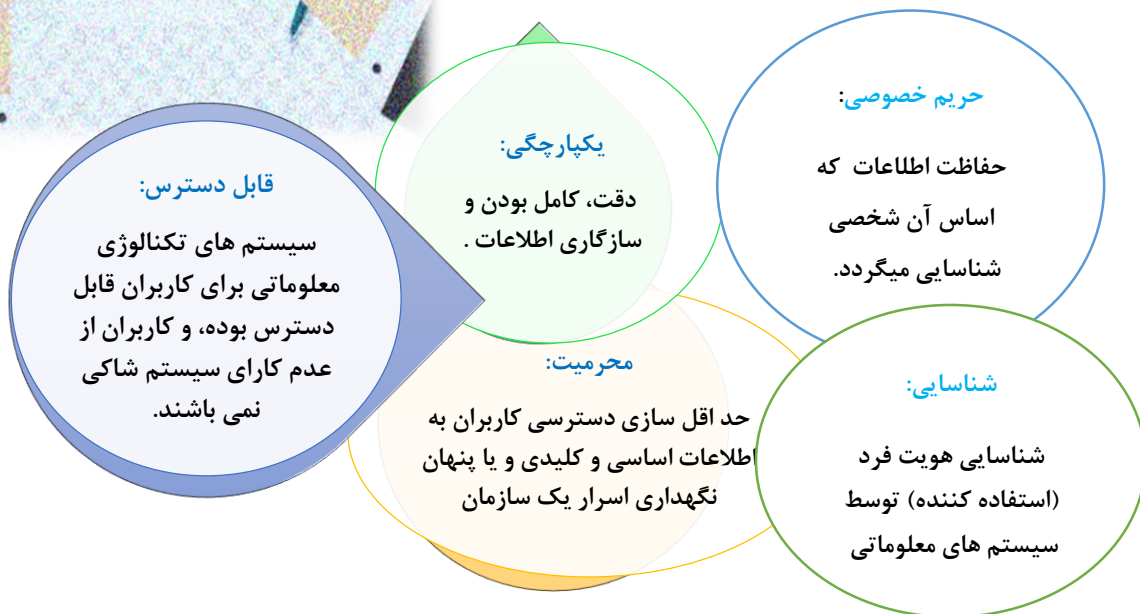 حریم خصوصی:
حفاظت اطلاعات که
اساس آن شخصی
شناسایی میگردد.
یکپارچگی:
دقت، کامل بودن و
سازگاری اطلاعات .
قابل دسترس:
سیستم های تکنالوژی
معلوماتی برای کاربران قابل
دسترس بوده، و کاربران از
عدم کارای سیستم شاکی
نمی باشند.
شناسایی:
شناسایی هویت فرد
(استفاده کننده) توسط
سیستم های معلوماتی
محرمیت:
حد اقل سازی دسترسی کاربران به
اطلاعات اساسی و کلیدی و یا پنهان
نگهداری اسرار یک سازمان